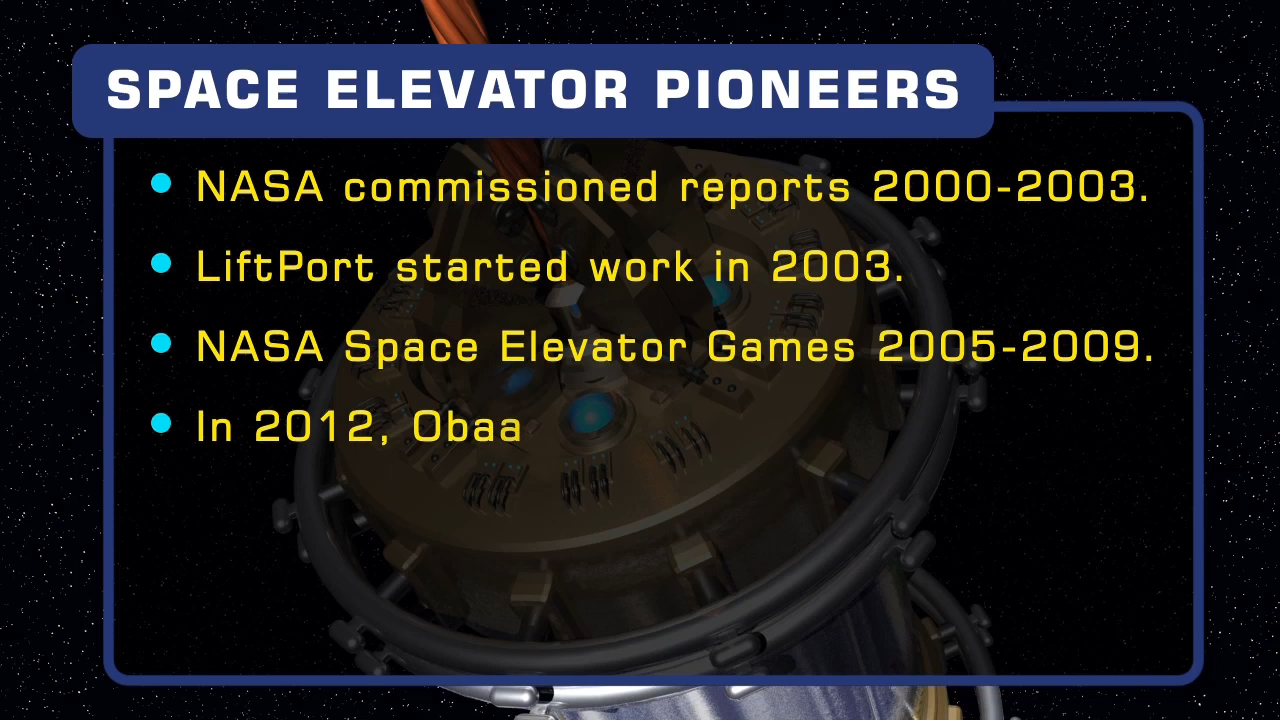 SPACE ELEVATOR PIONEERS
NASA commissioned reports 2000-2003.
LiftPort started work in 2003.
NASA Space Elevator Games 2005-2009.
In 2012, Obaa